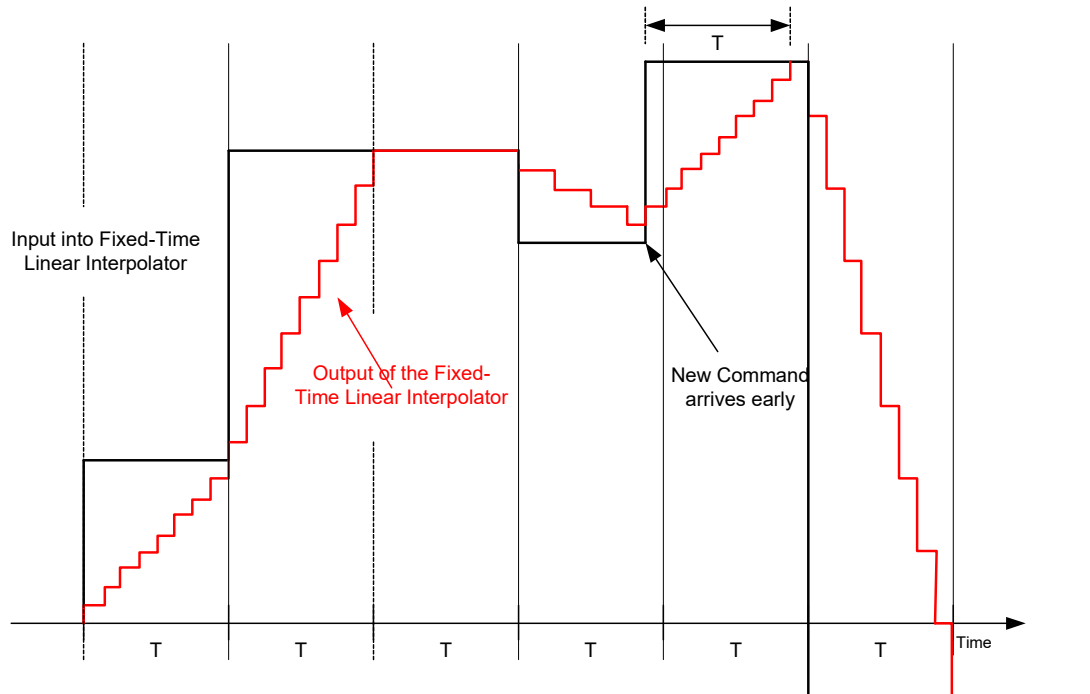 T
Input into Fixed-Time
Linear Interpolator
Output of the Fixed-
Time Linear Interpolator
New Command
arrives early
T
T
T
T
T
T
Time